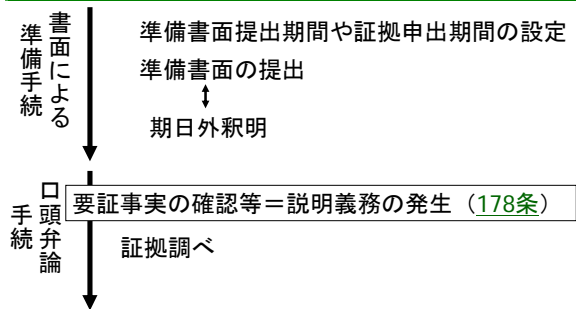 書面による
準備手続
準備書面提出期間や証拠申出期間の設定
準備書面の提出
期日外釈明
口頭弁論
手続
要証事実の確認等＝説明義務の発生（178条）
証拠調べ